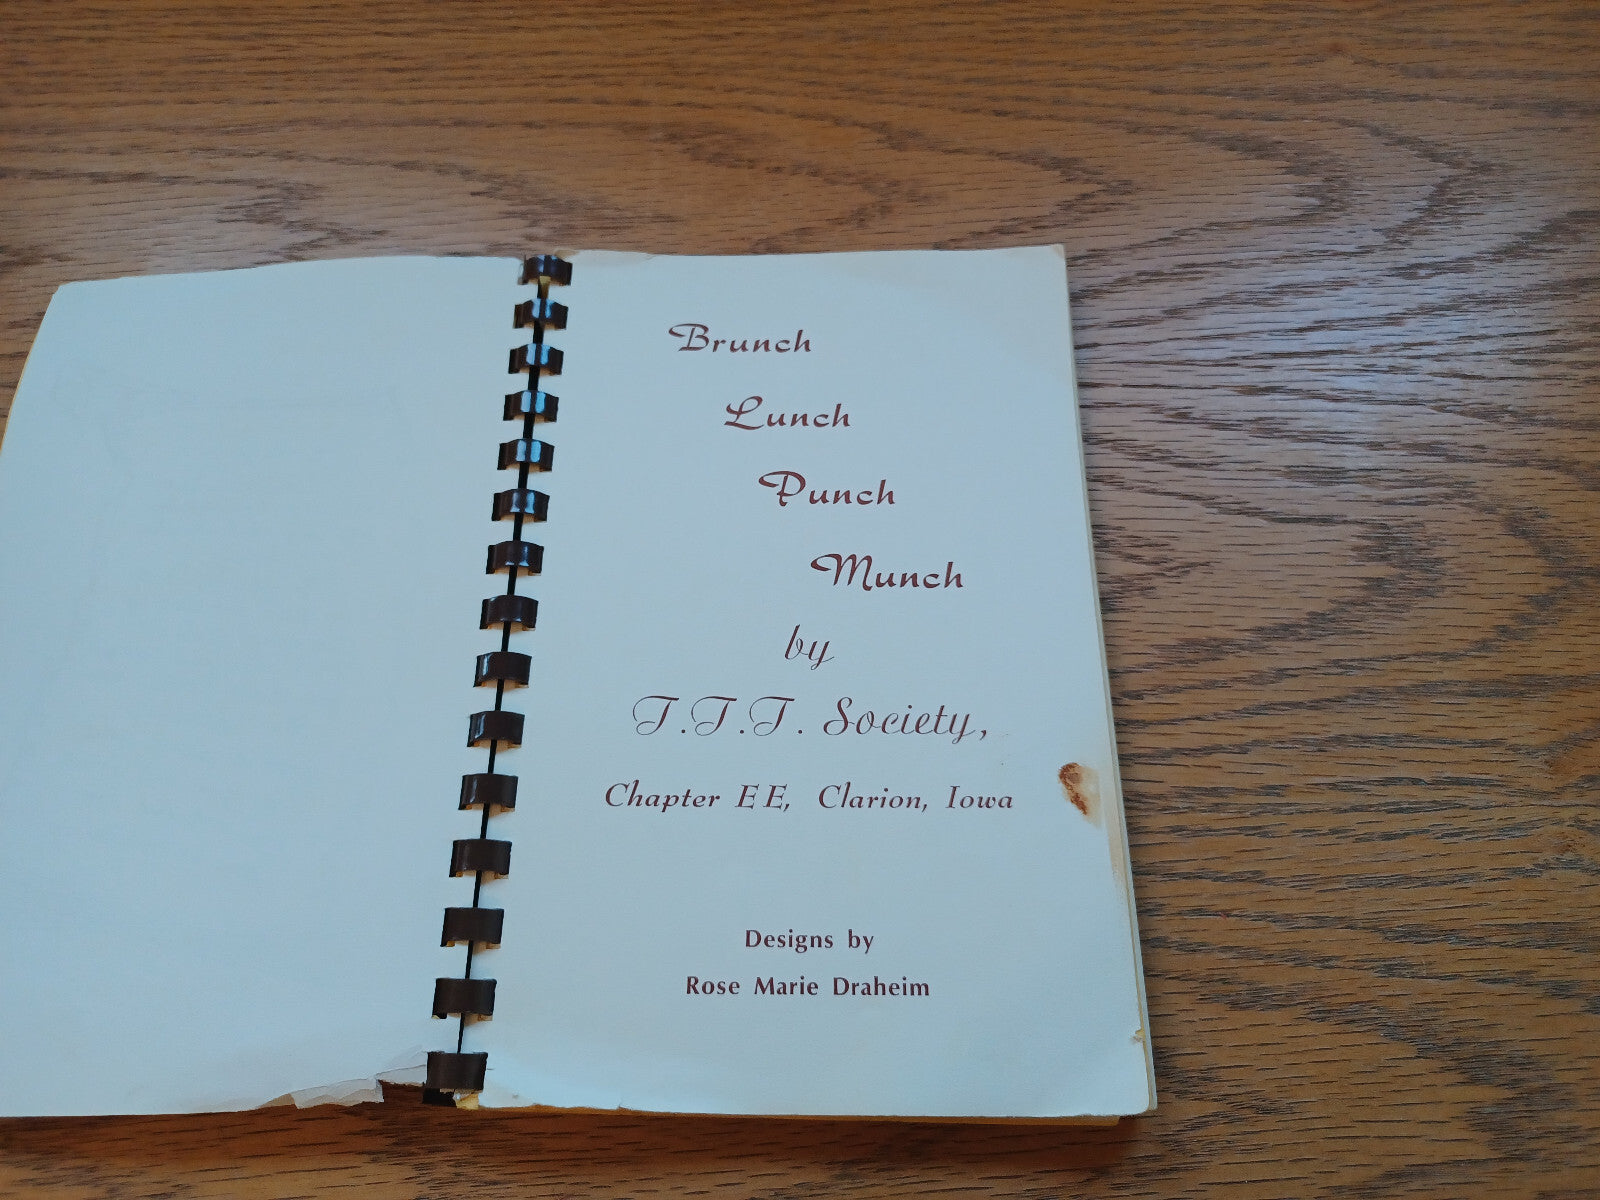 Brunch
Lunch
Punch
Munch
by
T.T.T. Society,
Chapter EE, Clarion, Iowa
Designs by
Rose Marie Draheim